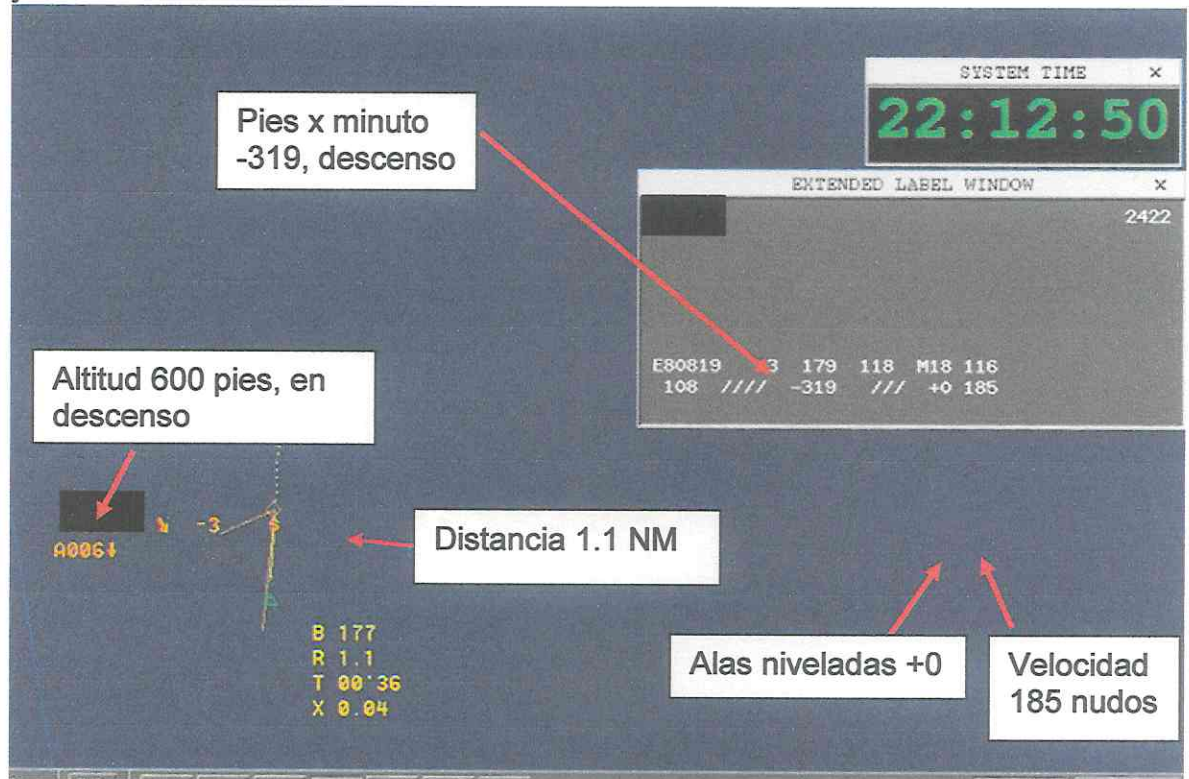 SYSTEM TIME ×
22:12:50
Pies x minuto
-319, descenso
EXTENDED LABEL WINDOW ×
2422
E80819 3 179 118 M18 116
108 //// -319 /// +0 185
Altitud 600 pies, en
descenso
-3
A006↓
Distancia 1.1 NM
B 177
R 1.1
T 00'36
X 0.04
Alas niveladas +0
Velocidad
185 nudos